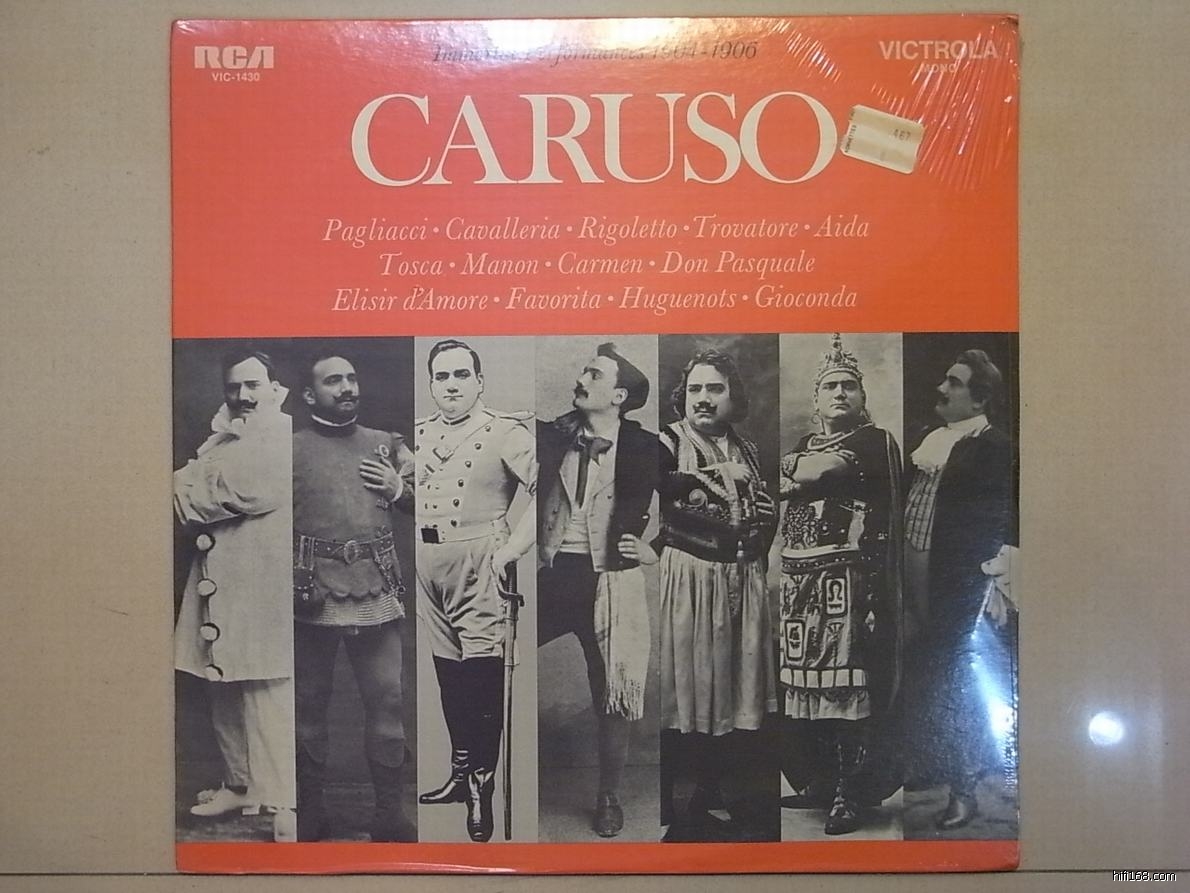 Immortal Performances 1904-1906
RCA
VIC-1430
VICTROLA
MONO
CARUSO
467
Pagliacci • Cavalleria • Rigoletto • Trovatore • Aida
Tosca • Manon • Carmen • Don Pasquale
Elisir d'Amore • Favorita • Huguenots • Gioconda
hifi168.com